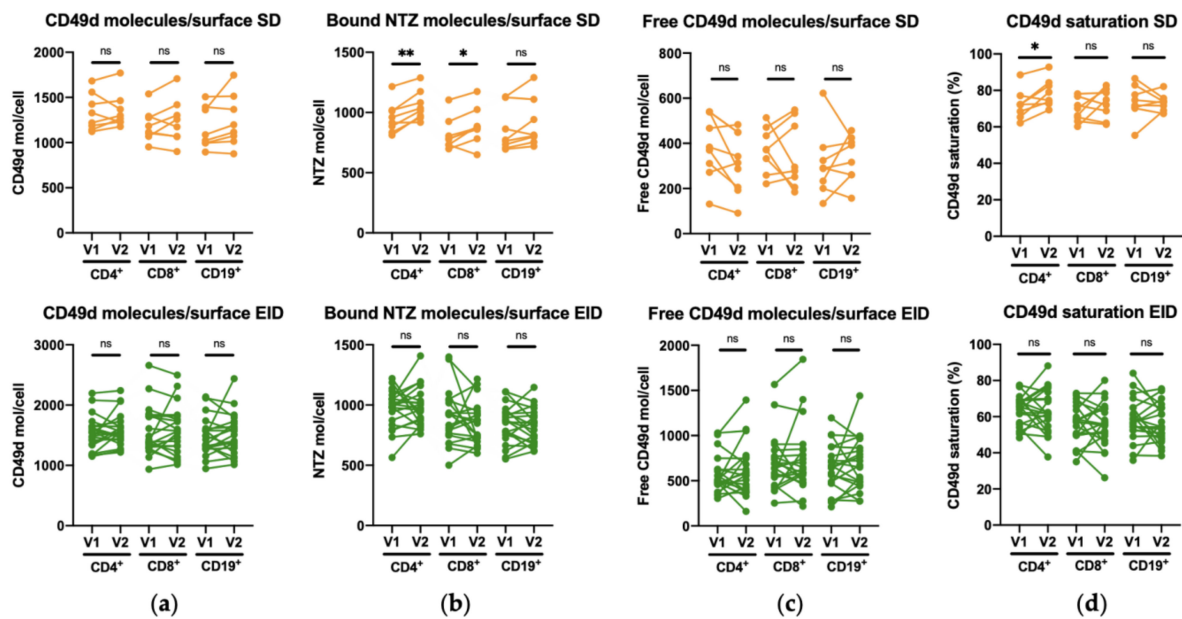 CD49d molecules/surface SD
ns ns ns
CD49d mol/cell
2000
1500
1000
500
0
V1 V2 V1 V2 V1 V2
CD4⁺ CD8⁺ CD19⁺
Bound NTZ molecules/surface SD
** * ns
NTZ mol/cell
1500
1000
500
0
V1 V2 V1 V2 V1 V2
CD4⁺ CD8⁺ CD19⁺
Free CD49d molecules/surface SD
ns ns ns
Free CD49d mol/cell
800
600
400
200
0
V1 V2 V1 V2 V1 V2
CD4⁺ CD8⁺ CD19⁺
CD49d saturation SD
* ns ns
CD49d saturation (%)
100
80
60
40
20
0
V1 V2 V1 V2 V1 V2
CD4⁺ CD8⁺ CD19⁺
CD49d molecules/surface EID
ns ns ns
CD49d mol/cell
3000
2000
1000
0
V1 V2 V1 V2 V1 V2
CD4⁺ CD8⁺ CD19⁺
Bound NTZ molecules/surface EID
ns ns ns
NTZ mol/cell
1500
1000
500
0
V1 V2 V1 V2 V1 V2
CD4⁺ CD8⁺ CD19⁺
Free CD49d molecules/surface EID
ns ns ns
Free CD49d mol/cell
2000
1500
1000
500
0
V1 V2 V1 V2 V1 V2
CD4⁺ CD8⁺ CD19⁺
CD49d saturation EID
ns ns ns
CD49d saturation (%)
100
80
60
40
20
0
V1 V2 V1 V2 V1 V2
CD4⁺ CD8⁺ CD19⁺
(a) (b) (c) (d)